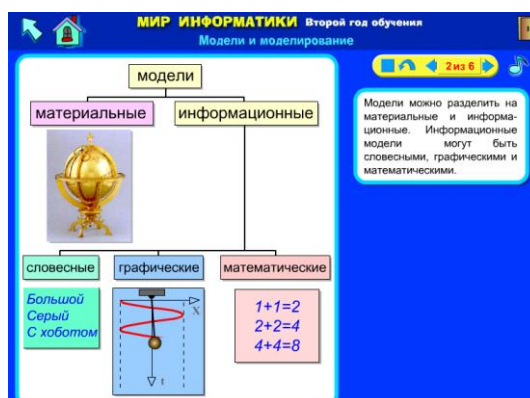 МИР ИНФОРМАТИКИ Второй год обучения
Модели и моделирование
2 из 6
модели
материальные
информационные
Модели можно разделить на
материальные и информа-
ционные. Информационные
модели могут быть
словесными, графическими и
математическими.
словесные
графические
математические
Большой
Серый
С хоботом
X
t
1+1=2
2+2=4
4+4=8